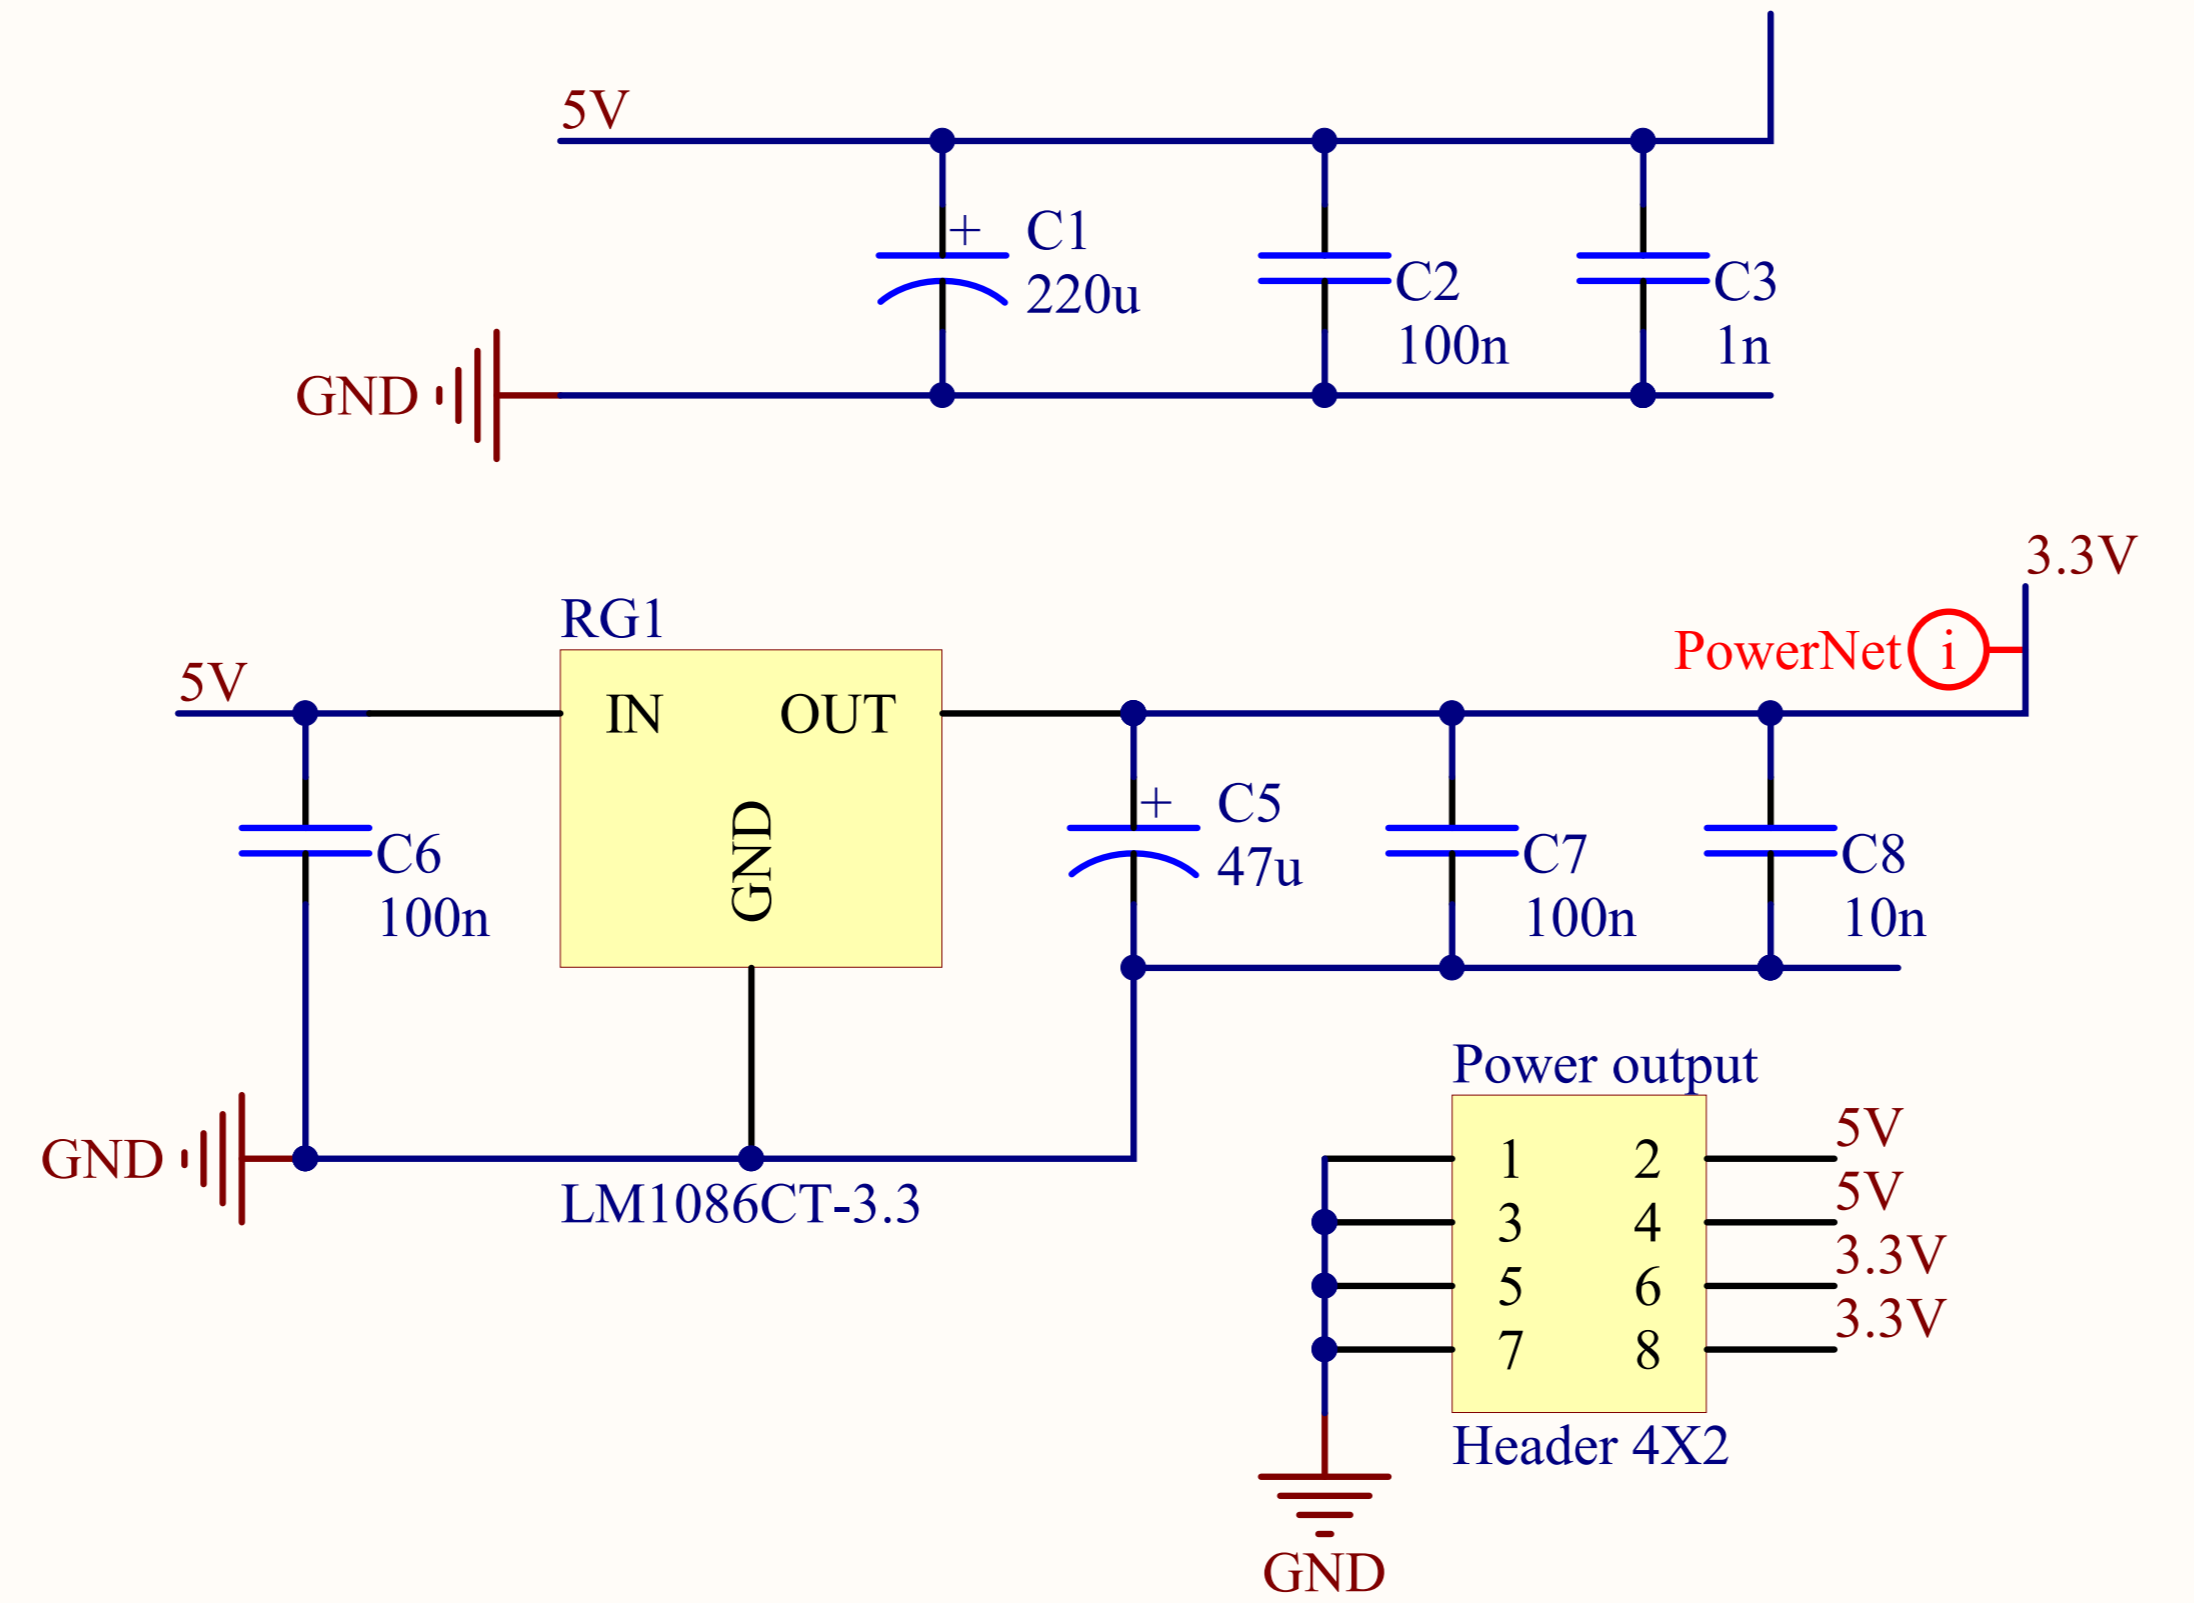 5V
+
C1
220u
C2
100n
C3
1n
GND
3.3V
PowerNet i
RG1
5V
IN OUT
GND
C6
100n
+
C5
47u
C7
100n
C8
10n
GND
LM1086CT-3.3
Power output
1 2 5V
3 4 5V
5 6 3.3V
7 8 3.3V
Header 4X2
GND